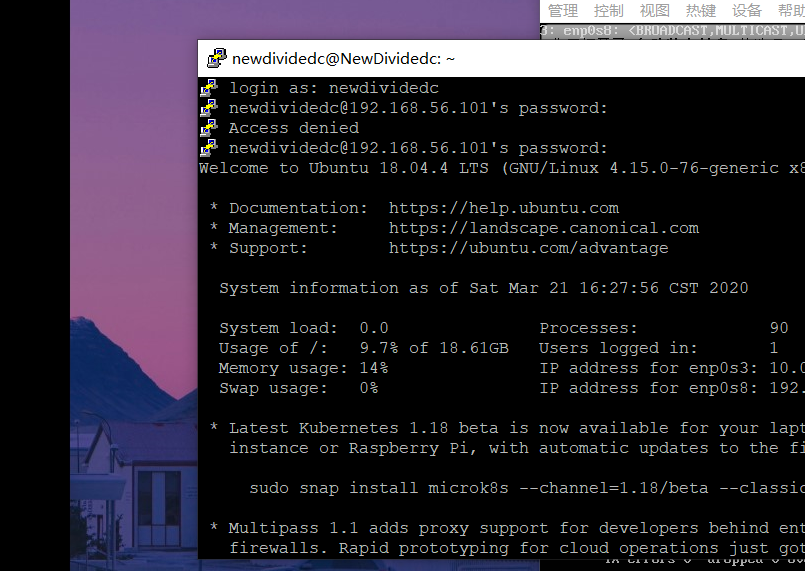 管理 控制 视图 热键 设备 帮助
3: enp0s8: <BROADCAST,MULTICAST,U
newdividedc@NewDividedc: ~
login as: newdividedc
newdividedc@192.168.56.101's password:
Access denied
newdividedc@192.168.56.101's password:
Welcome to Ubuntu 18.04.4 LTS (GNU/Linux 4.15.0-76-generic x8
* Documentation: https://help.ubuntu.com
* Management: https://landscape.canonical.com
* Support: https://ubuntu.com/advantage
System information as of Sat Mar 21 16:27:56 CST 2020
System load: 0.0 Processes: 90
Usage of /: 9.7% of 18.61GB Users logged in: 1
Memory usage: 14% IP address for enp0s3: 10.0
Swap usage: 0% IP address for enp0s8: 192.
* Latest Kubernetes 1.18 beta is now available for your lapt
instance or Raspberry Pi, with automatic updates to the fi
sudo snap install microk8s --channel=1.18/beta --classic
* Multipass 1.1 adds proxy support for developers behind ent
firewalls. Rapid prototyping for cloud operations just got
TX errors 0 dropped 0